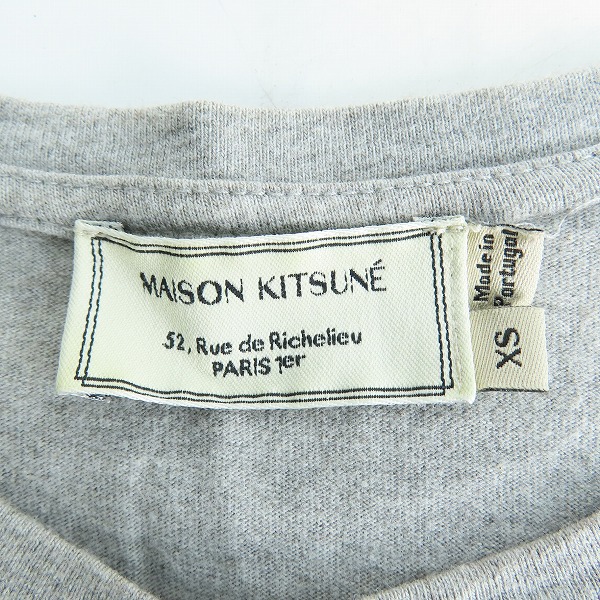 MAISON KITSUNÉ
52, Rue de Richelieu
PARIS 1er
Made in
Portugal
XS